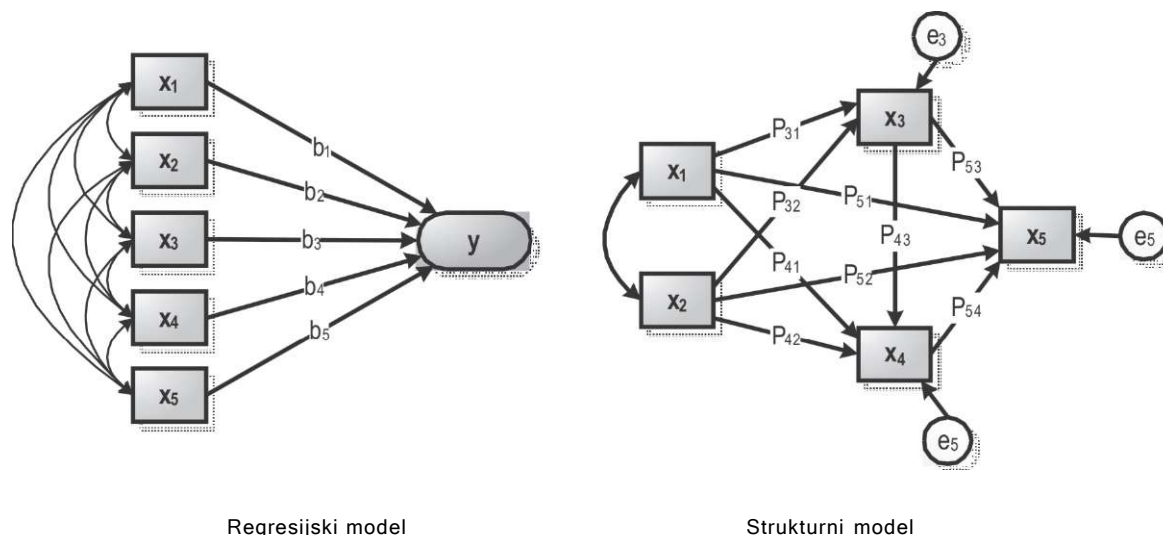 x1
x2
x3
x4
x5
b1
b2
b3
b4
b5
y
Regresijski model
e3
x3
x1
x2
x4
x5
e5
e5
P31
P32
P51
P53
P43
P41
P52
P42
P54
Strukturni model